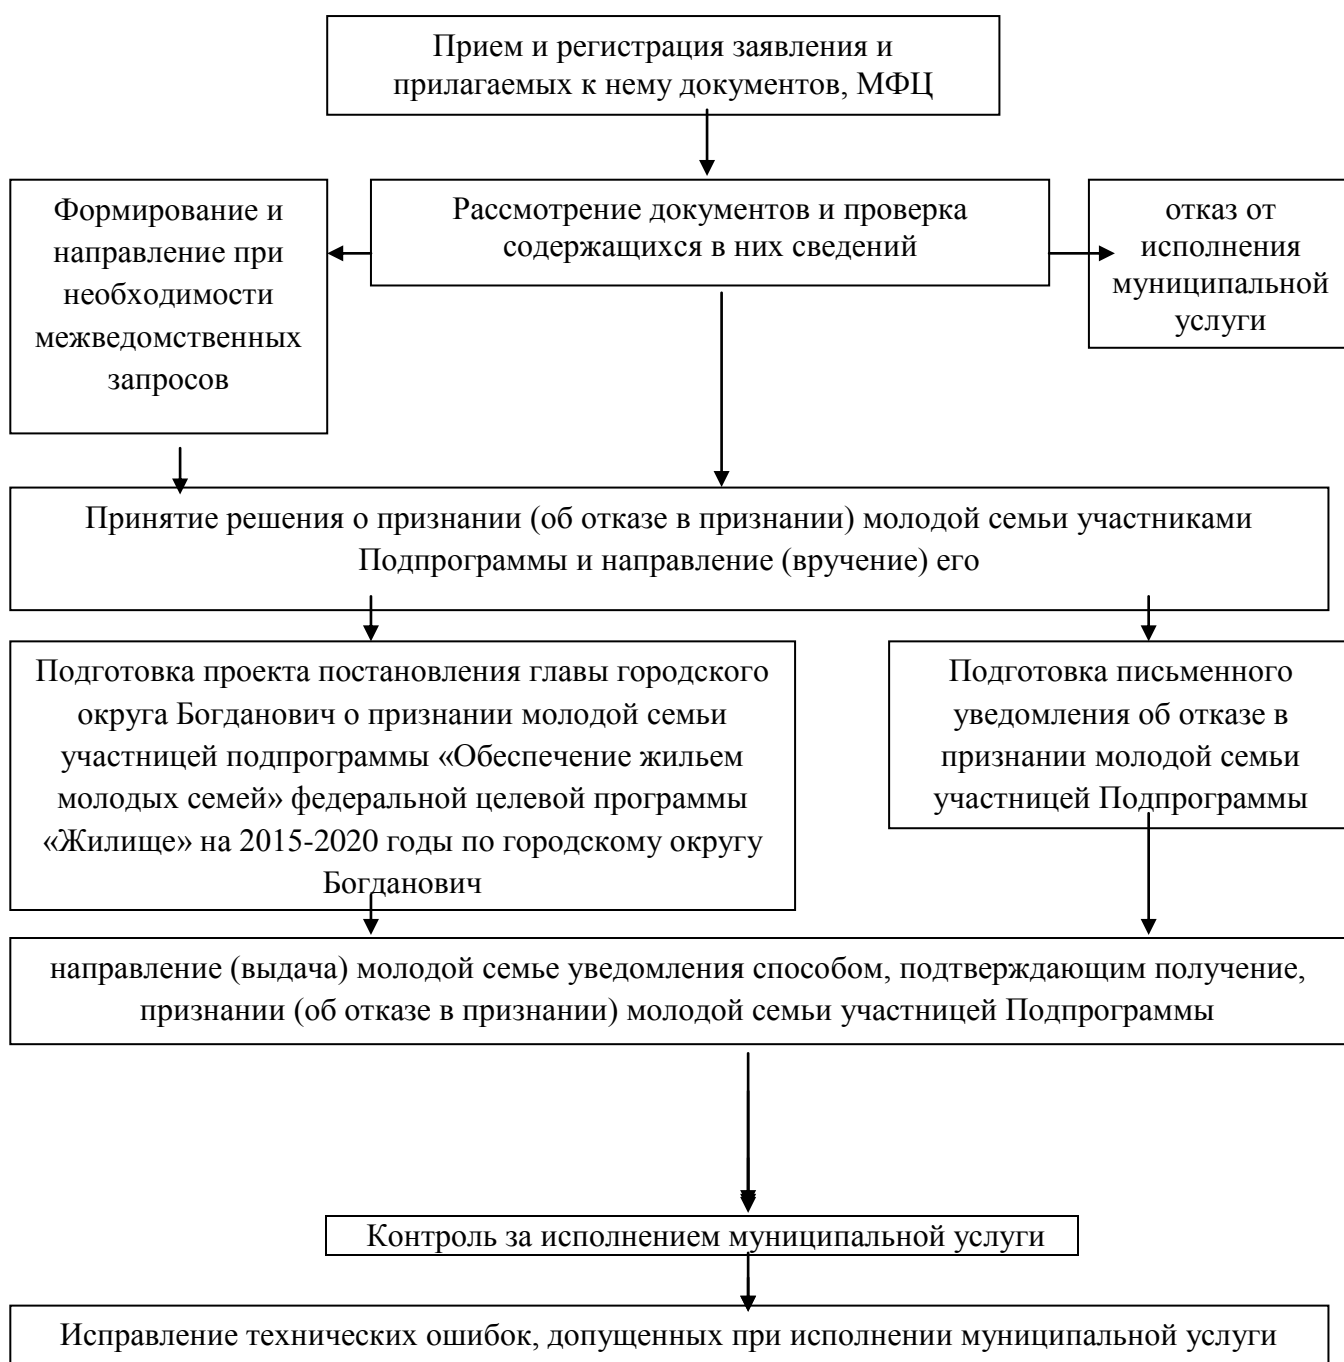 Прием и регистрация заявления и
прилагаемых к нему документов, МФЦ
Формирование и
направление при
необходимости
межведомственных
запросов
Рассмотрение документов и проверка
содержащихся в них сведений
отказ от
исполнения
муниципальной
услуги
Принятие решения о признании (об отказе в признании) молодой семьи участниками
Подпрограммы и направление (вручение) его
Подготовка проекта постановления главы городского
округа Богданович о признании молодой семьи
участницей подпрограммы «Обеспечение жильем
молодых семей» федеральной целевой программы
«Жилище» на 2015-2020 годы по городскому округу
Богданович
Подготовка письменного
уведомления об отказе в
признании молодой семьи
участницей Подпрограммы
направление (выдача) молодой семье уведомления способом, подтверждающим получение,
признании (об отказе в признании) молодой семьи участницей Подпрограммы
Контроль за исполнением муниципальной услуги
Исправление технических ошибок, допущенных при исполнении муниципальной услуги